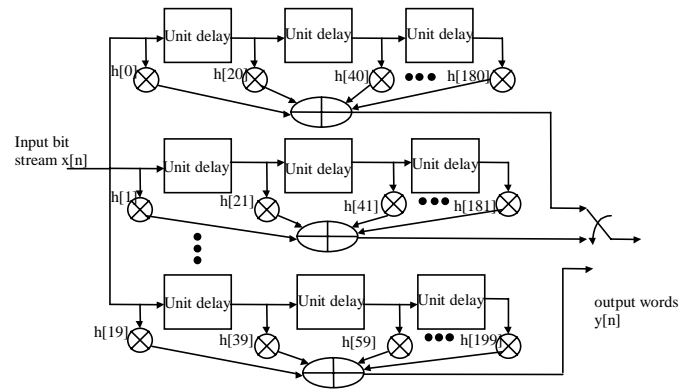 Unit delay Unit delay Unit delay
h[0] h[20] h[40] h[180]
Input bit
stream x[n]
Unit delay Unit delay Unit delay
h[1] h[21] h[41] h[181]
Unit delay Unit delay Unit delay
h[19] h[39] h[59] h[199]
output words
y[n]